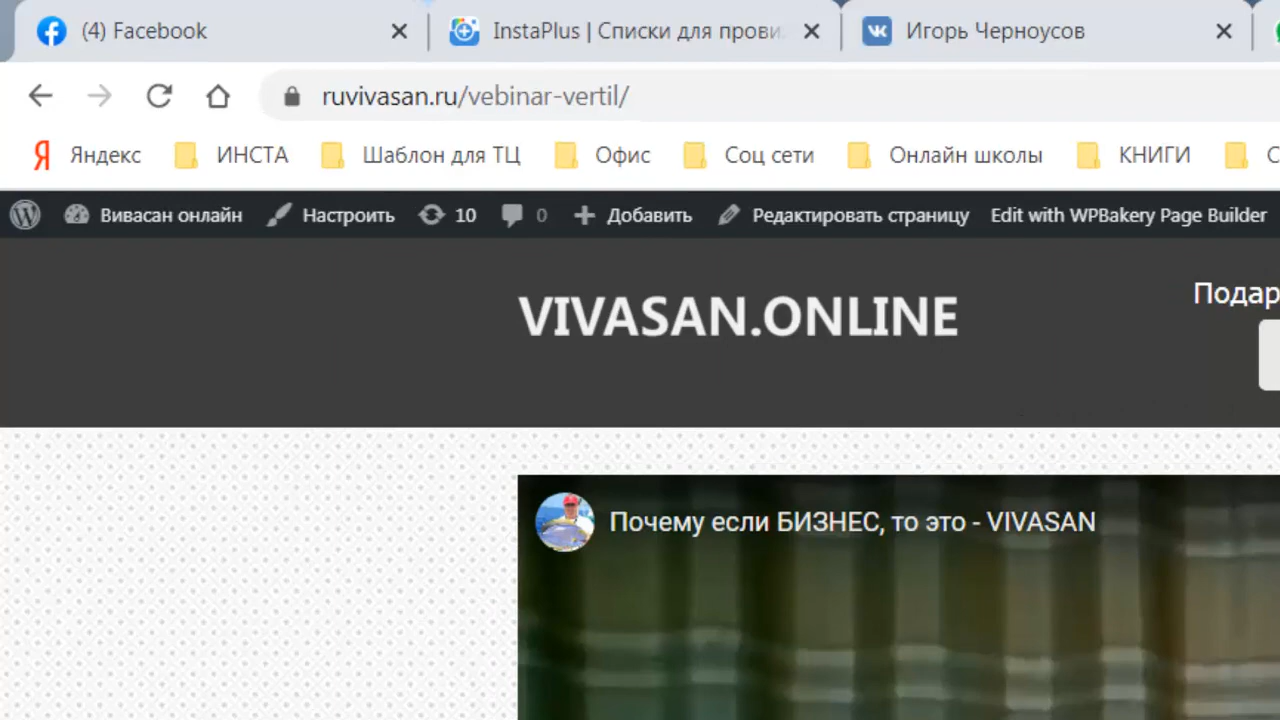 (4) Facebook
InstaPlus | Списки для прови
Игорь Черноусов
ruvivasan.ru/vebinar-vertil/
Яндекс
ИНСТА
Шаблон для ТЦ
Офис
Соц сети
Онлайн школы
КНИГИ
Вивасан онлайн
Настроить
10
0
Добавить
Редактировать страницу
Edit with WPBakery Page Builder
VIVASAN.ONLINE
Подар
Почему если БИЗНЕС, то это - VIVASAN